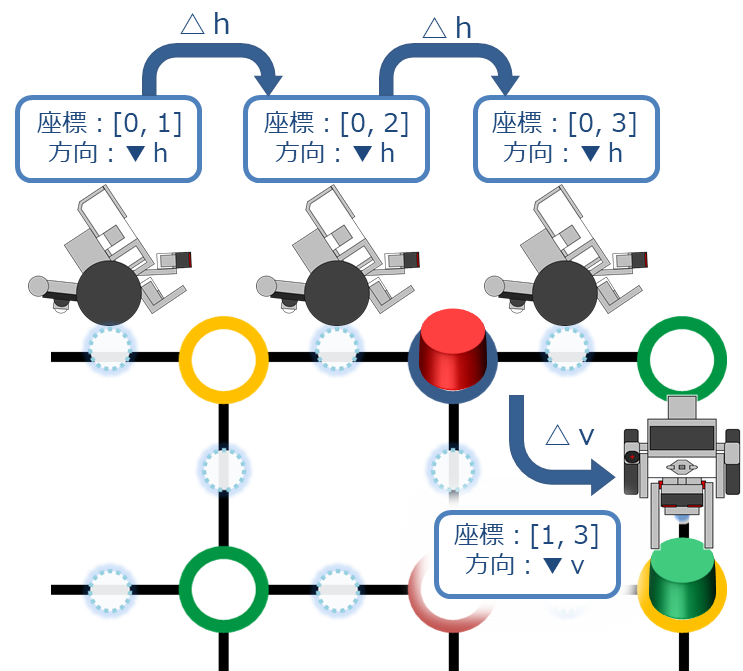 △ h
△ h
座標：[0, 1]
方向：▼ h
座標：[0, 2]
方向：▼ h
座標：[0, 3]
方向：▼ h
△ v
座標：[1, 3]
方向：▼ v